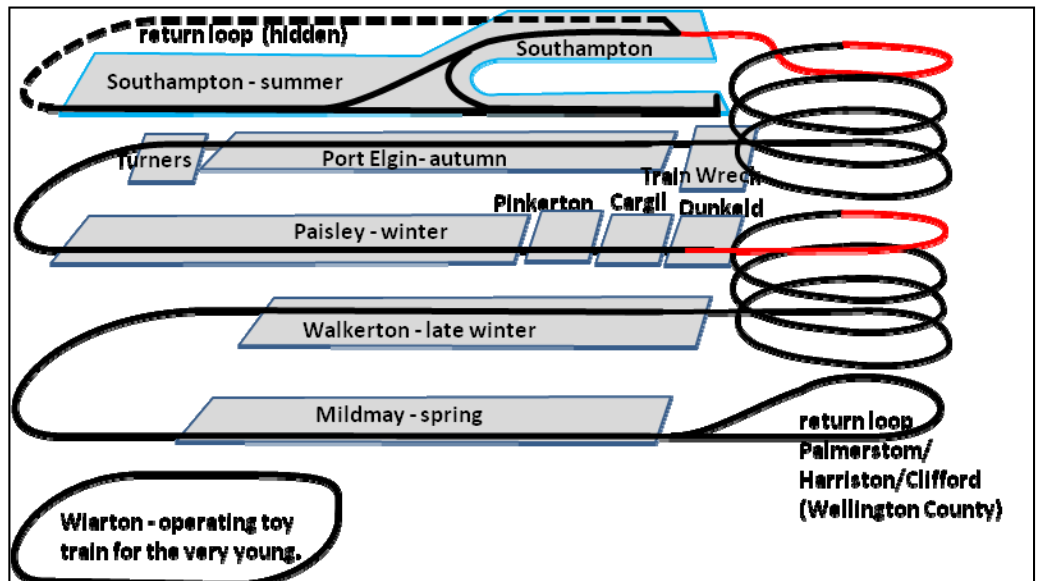 return loop (hidden)
Southampton
Southampton - summer
Turners
Port Elgin- autumn
Train Wreck
Pinkerton
Cargil
Dunkeld
Paisley - winter
Walkerton - late winter
Mildmay - spring
return loop
Palmerstom/
Harriston/Clifford
(Wellington County)
Wiarton - operating toy
train for the very young.